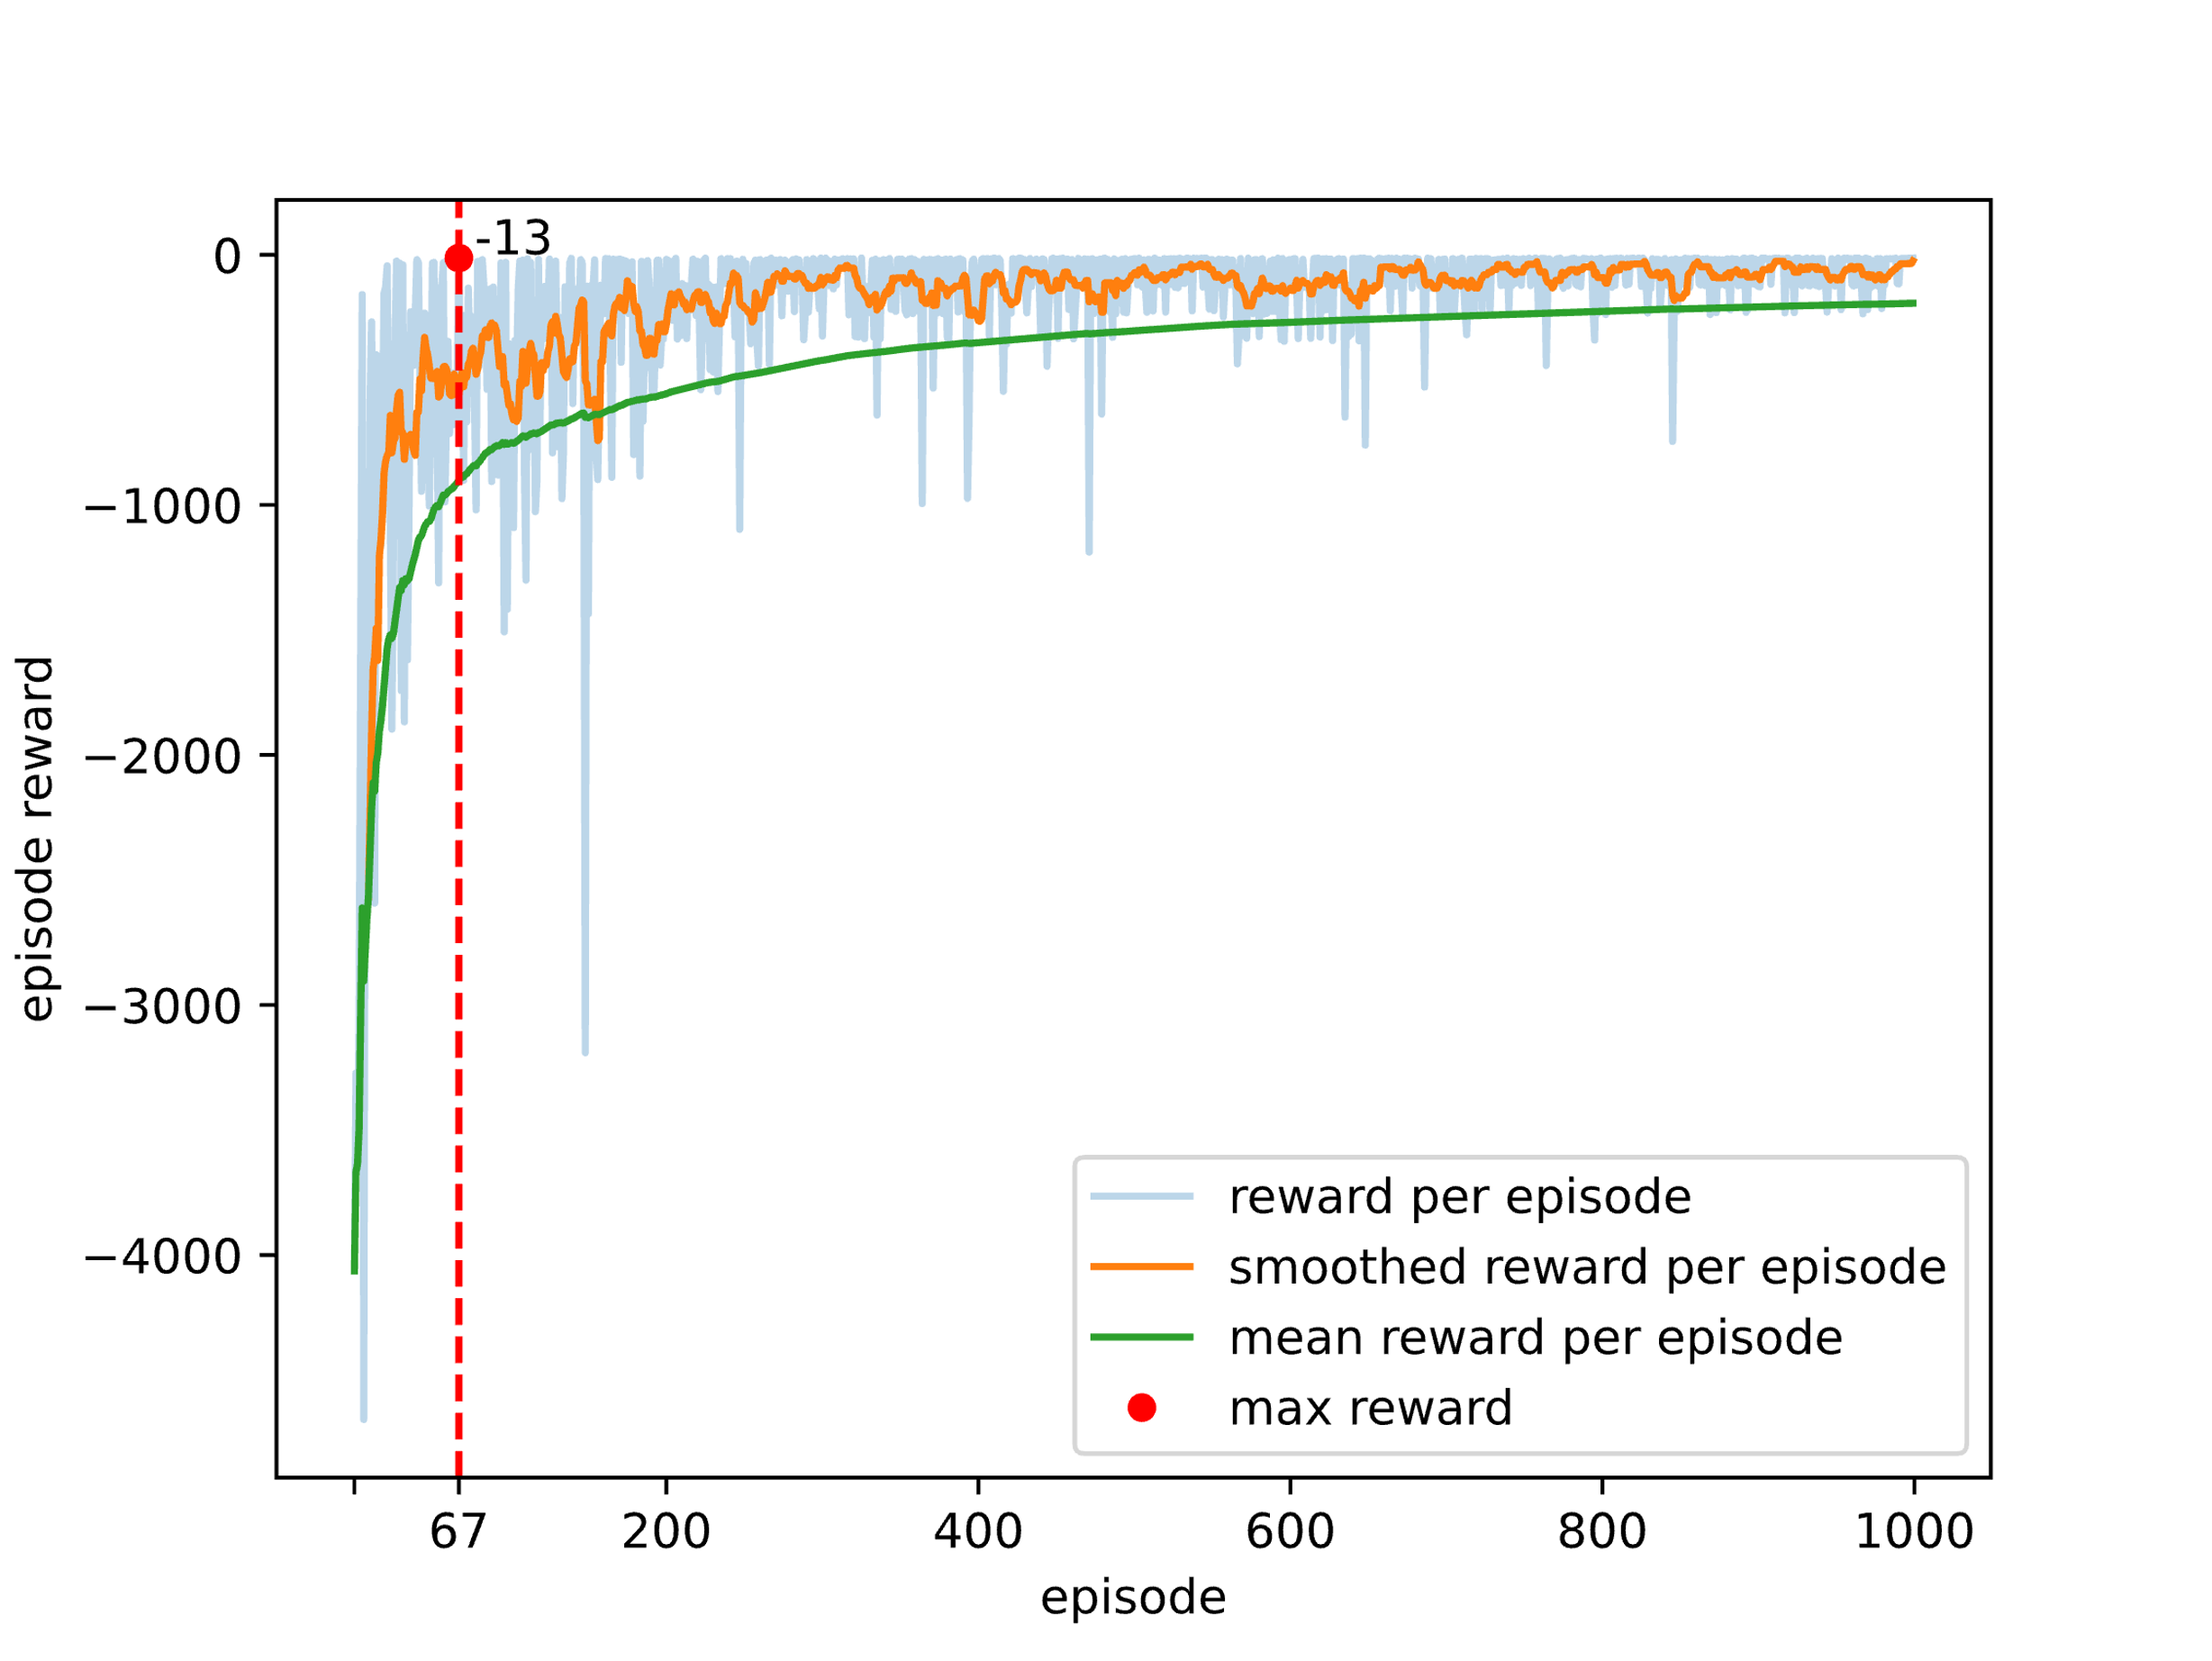 -13
0
−1000
−2000
−3000
−4000
episode reward
reward per episode
smoothed reward per episode
mean reward per episode
max reward
67 200 400 600 800 1000
episode